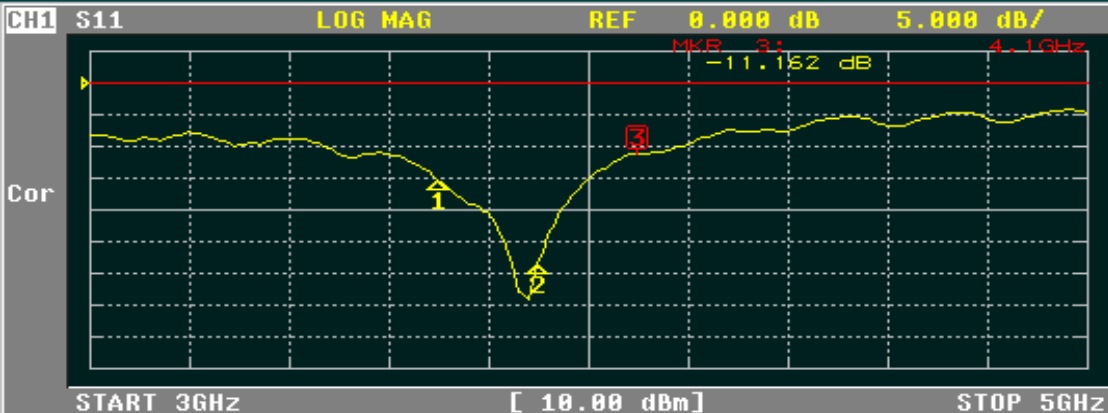 CH1 S11 LOG MAG REF 0.000 dB 5.000 dB/
MKR 3: 4.1GHz
-11.162 dB
3
Cor
1
2
START 3GHz [ 10.00 dBm] STOP 5GHz